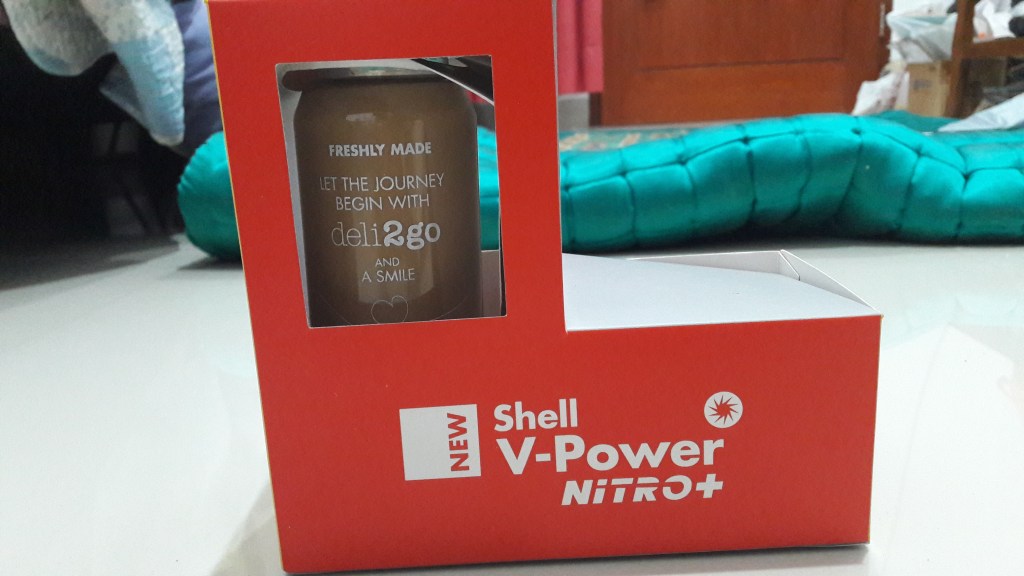 FRESHLY MADE
LET THE JOURNEY
BEGIN WITH
deli2go
AND
A SMILE
NEW
Shell
V-Power
NiTRO+